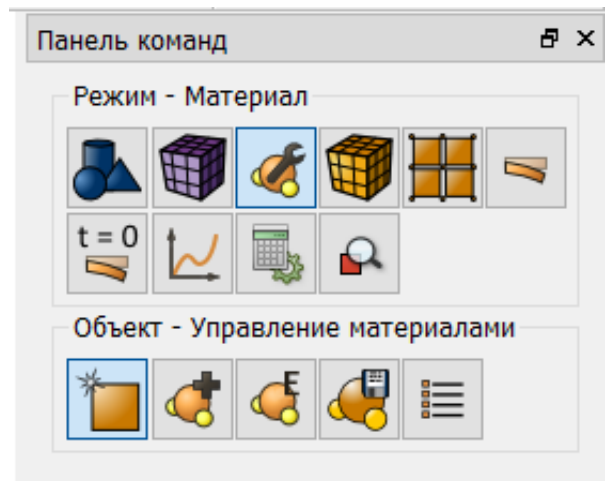 Панель команд
Режим - Материал
t = 0
Объект - Управление материалами
E